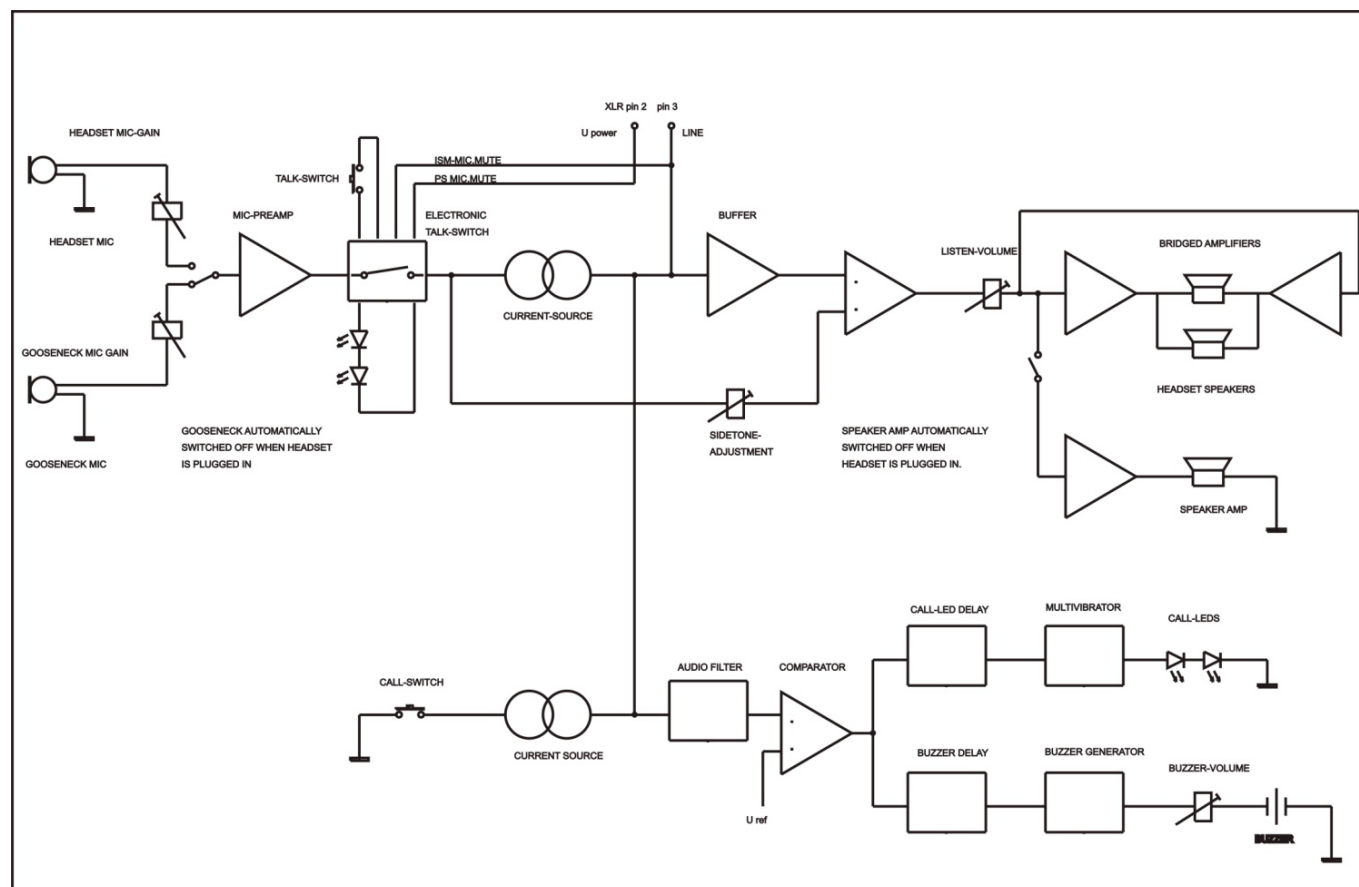 XLR pin 2 pin 3
U power LINE
HEADSET MIC-GAIN
ISM-MIC.MUTE
TALK-SWITCH
PS MIC.MUTE
MIC-PREAMP
ELECTRONIC
TALK-SWITCH
BUFFER
HEADSET MIC
LISTEN-VOLUME
BRIDGED AMPLIFIERS
CURRENT-SOURCE
GOOSENECK MIC GAIN
HEADSET SPEAKERS
GOOSENECK AUTOMATICALLY
SWITCHED OFF WHEN HEADSET
IS PLUGGED IN
SIDETONE-
ADJUSTMENT
SPEAKER AMP AUTOMATICALLY
SWITCHED OFF WHEN
HEADSET IS PLUGGED IN.
GOOSENECK MIC
SPEAKER AMP
CALL-LED DELAY
MULTIVIBRATOR
CALL-LEDS
AUDIO FILTER
COMPARATOR
CALL-SWITCH
CURRENT SOURCE
BUZZER DELAY
BUZZER GENERATOR
BUZZER-VOLUME
U ref
BUZZER